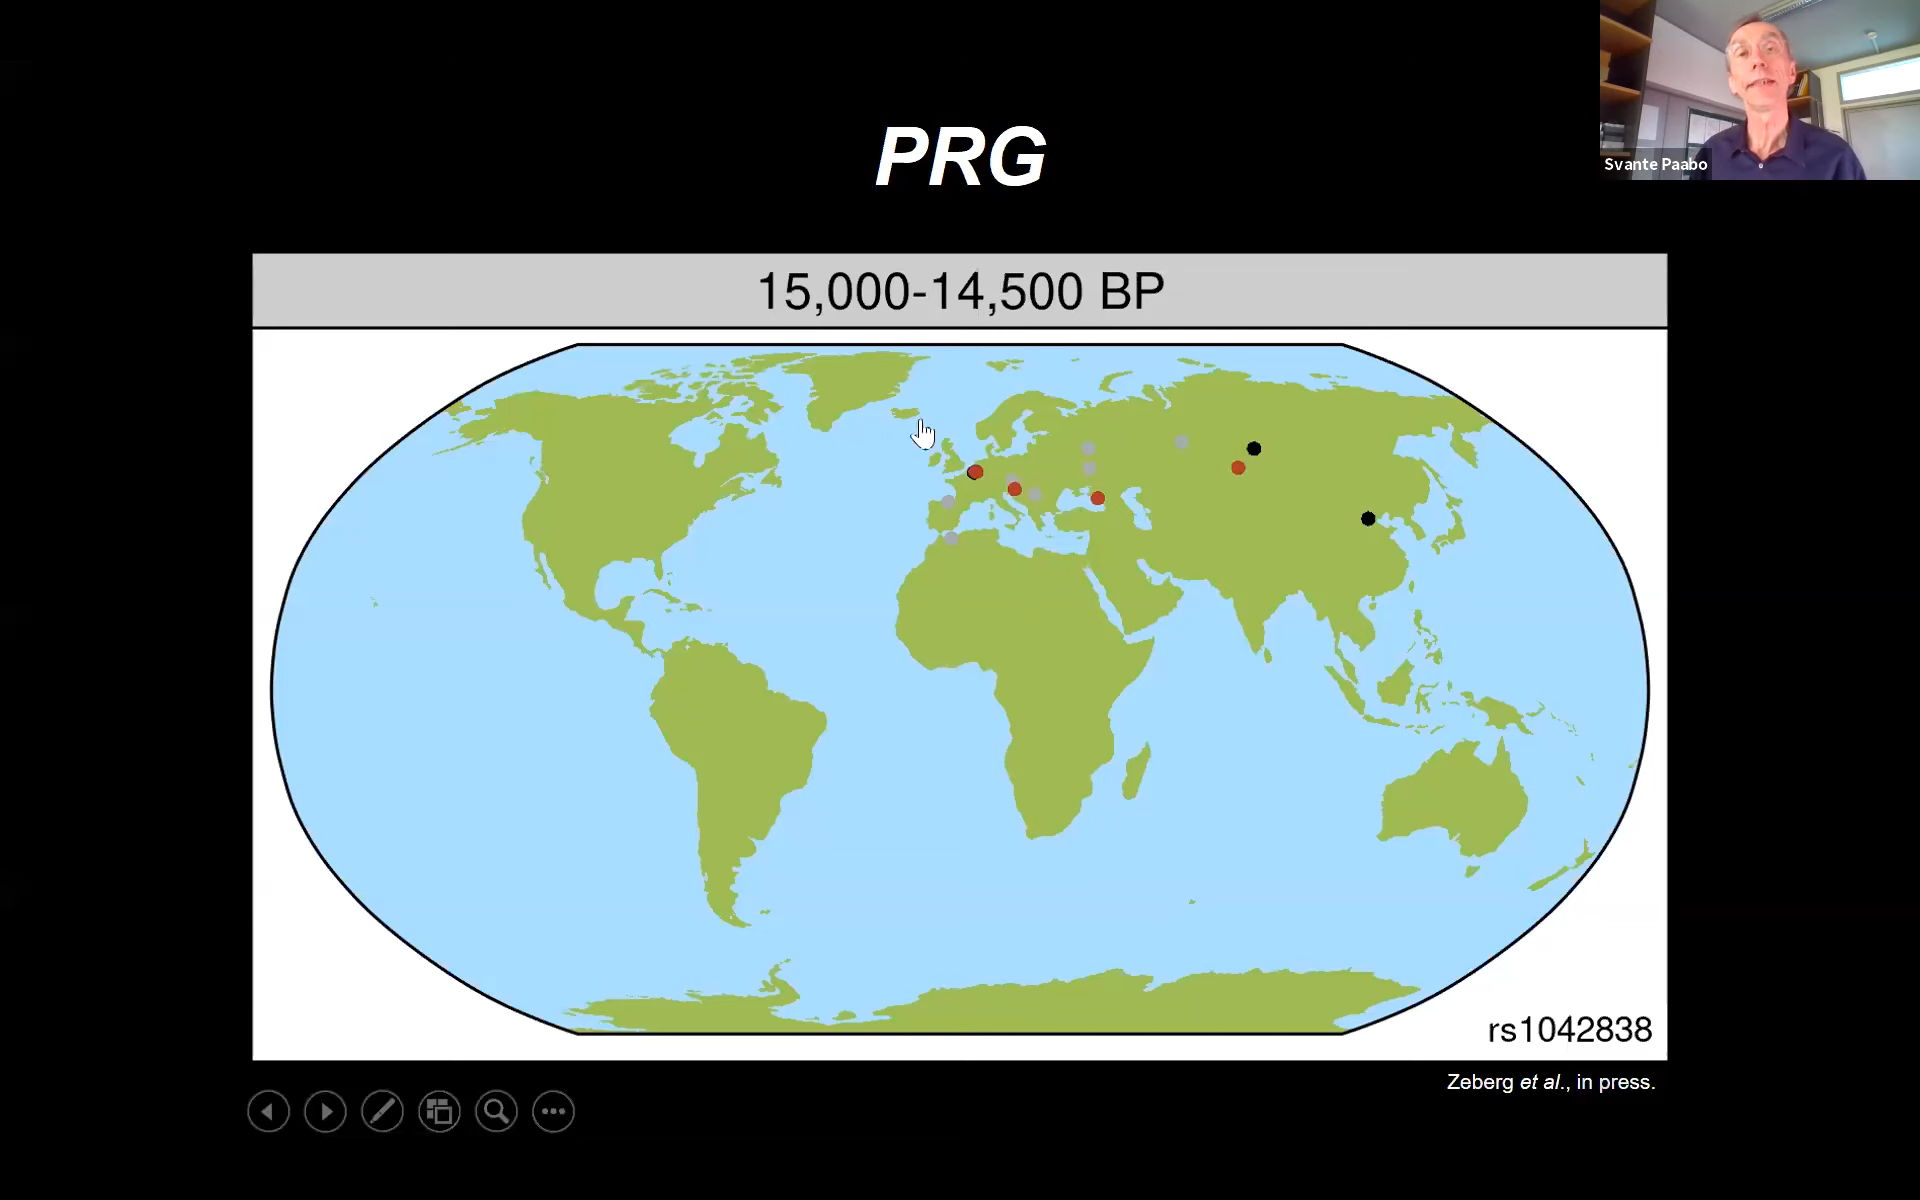 PRG
Svante Paabo
15,000-14,500 BP
rs1042838
Zeberg et al., in press.